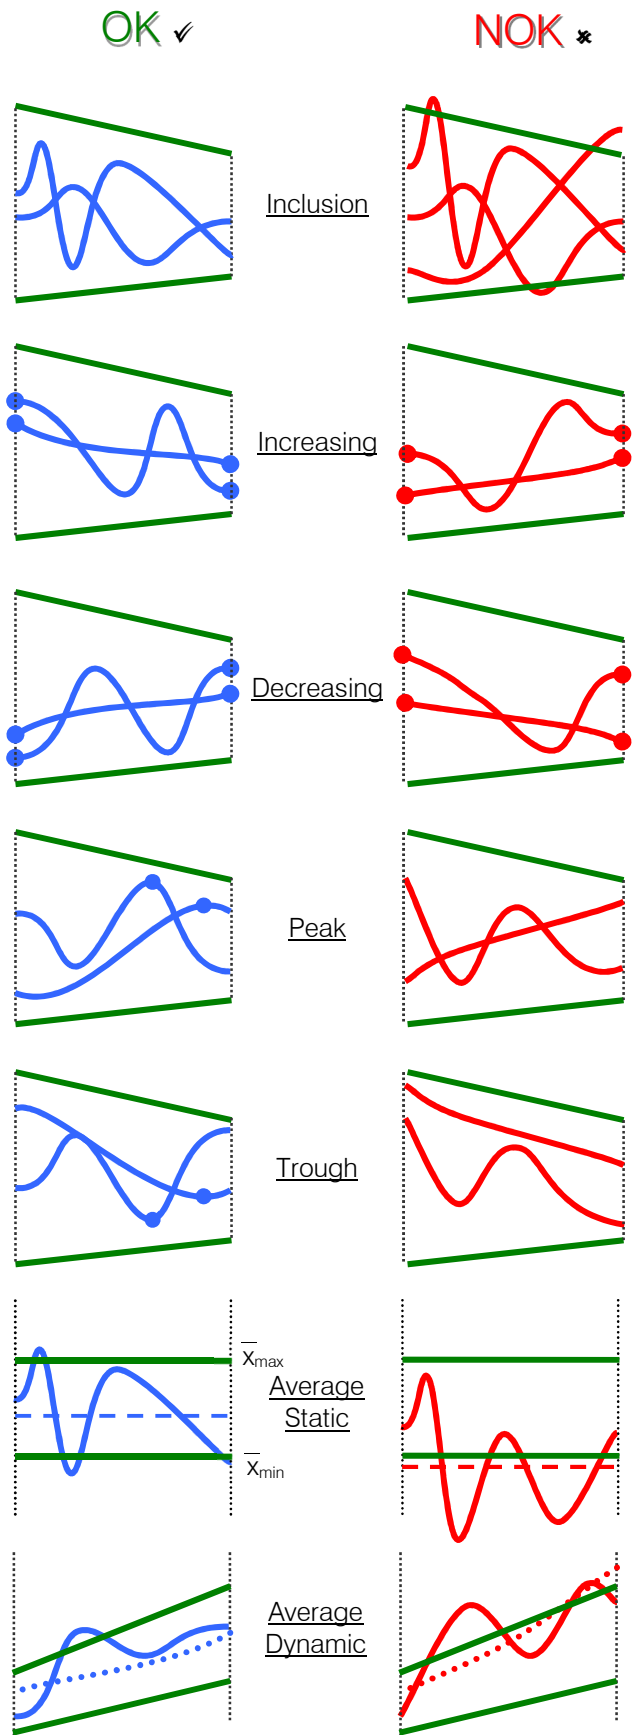 OK ✓ NOK ✗
Inclusion
Increasing
Decreasing
Peak
Trough
x̅max
Average
Static
x̅min
Average
Dynamic